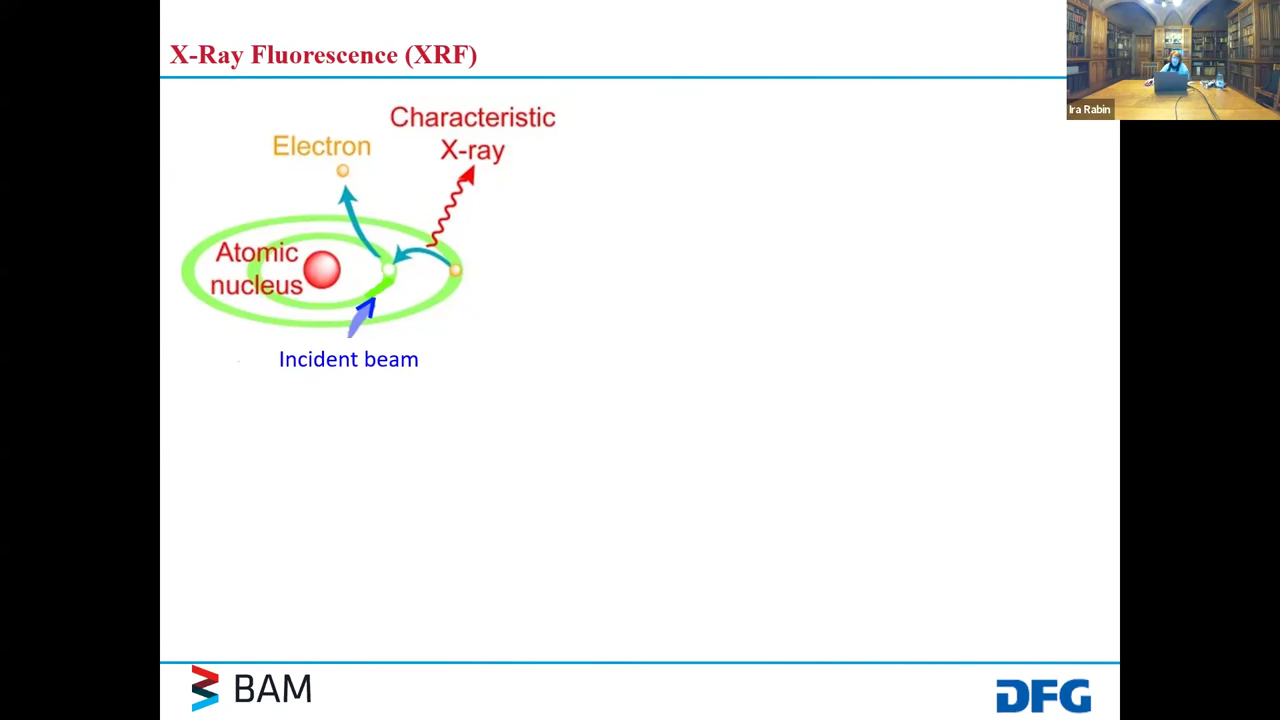 X-Ray Fluorescence (XRF)
Ira Rabin
Characteristic
X-ray
Electron
Atomic
nucleus
Incident beam
BAM
DFG